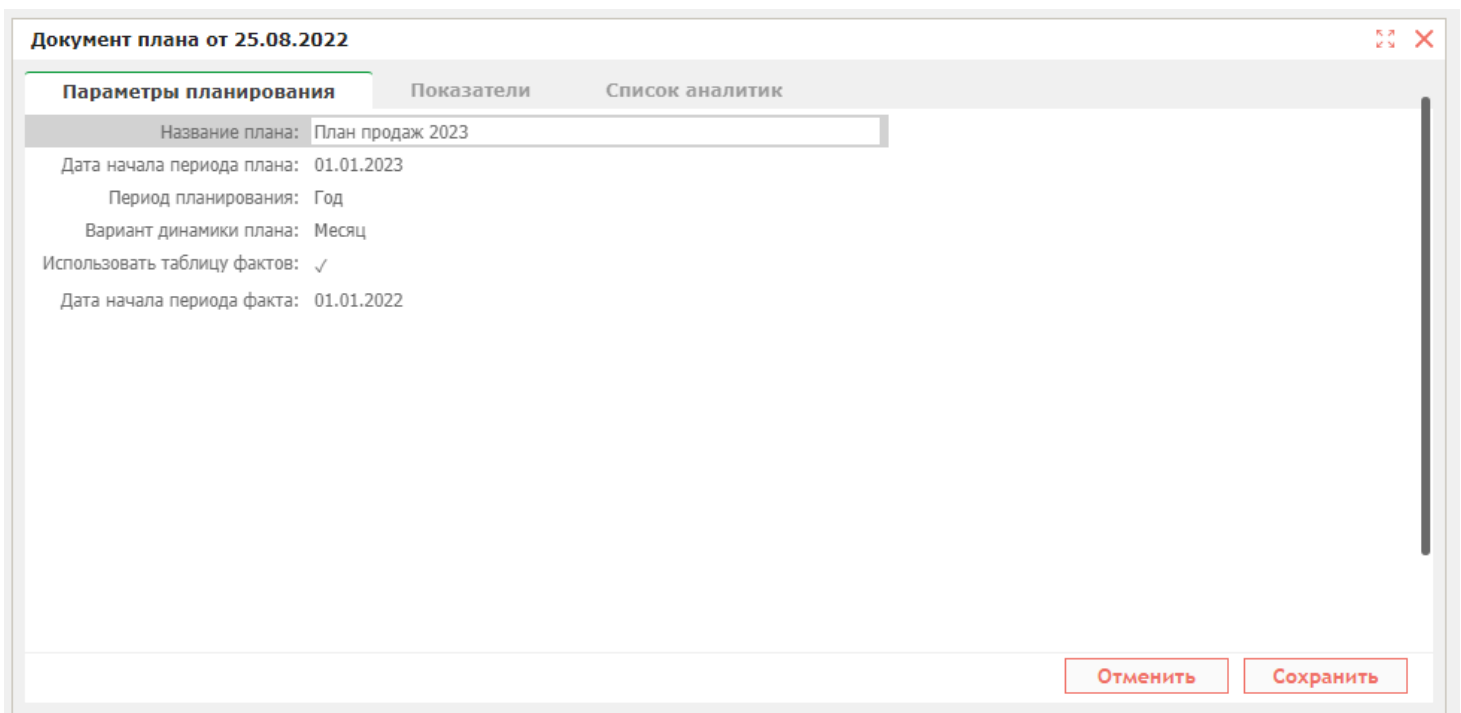 Документ плана от 25.08.2022
Параметры планирования Показатели Список аналитик
Название плана: План продаж 2023
Дата начала периода плана: 01.01.2023
Период планирования: Год
Вариант динамики плана: Месяц
Использовать таблицу фактов: ✓
Дата начала периода факта: 01.01.2022
Отменить Сохранить